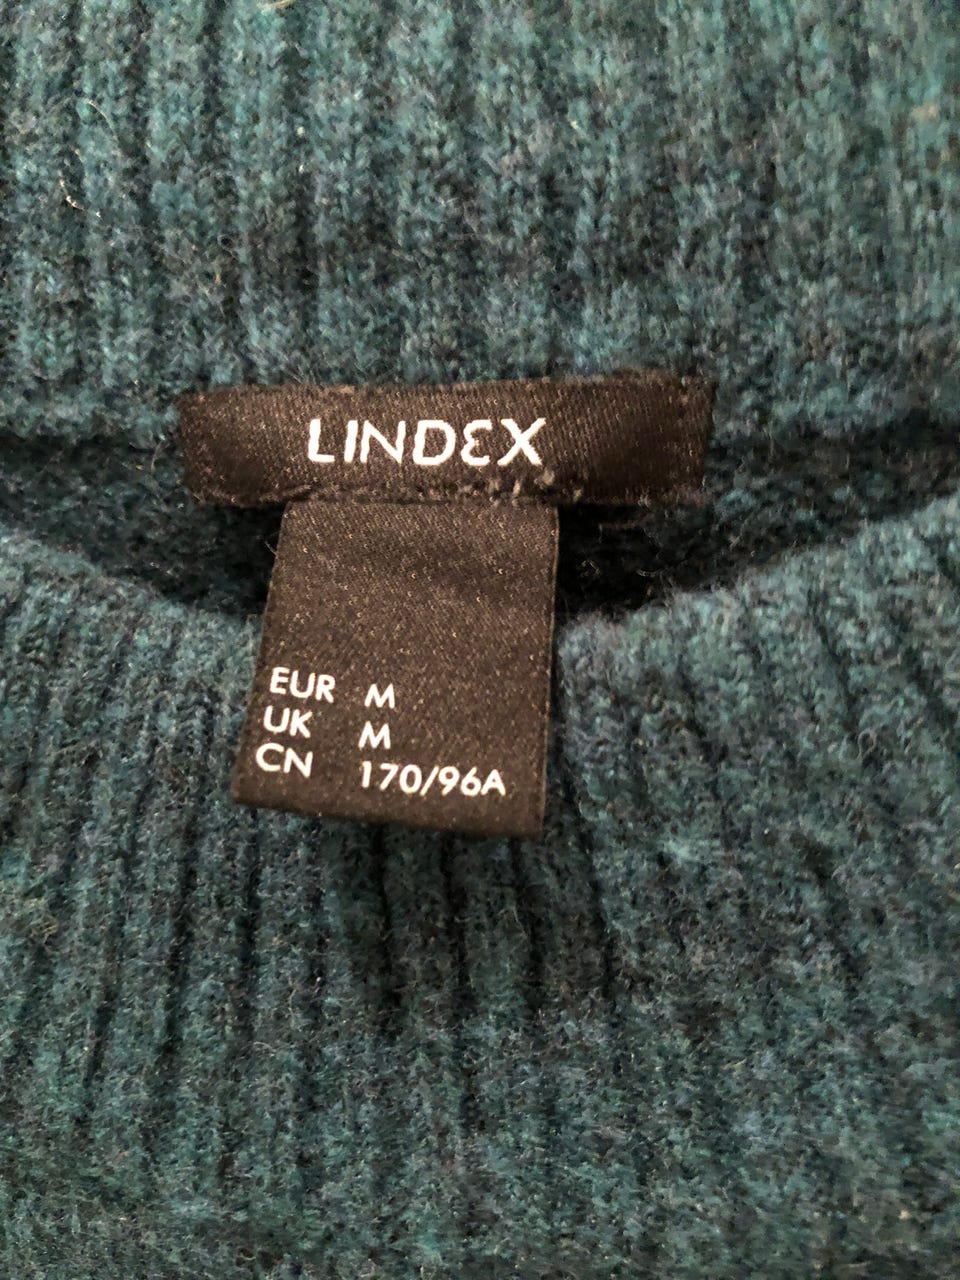 LINDEX
EUR M
UK M
CN 170/96A